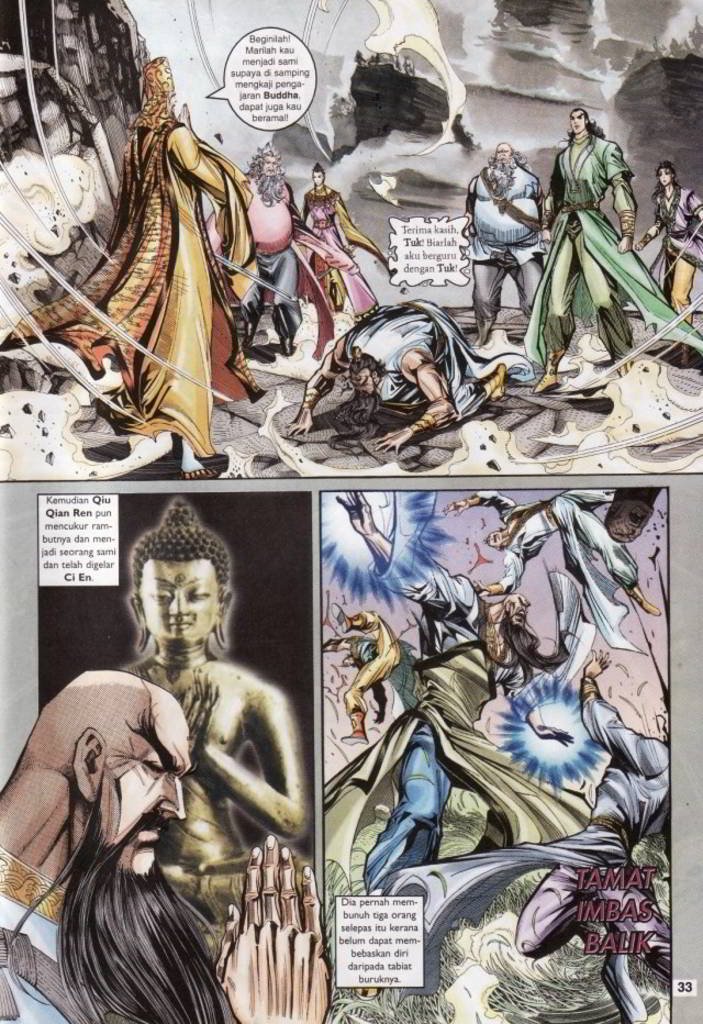 Beginilah!
Marilah kau
menjadi sami
supaya di samping
mengkaji penga-
jaran Buddha,
dapat juga kau
beramal!
Terima kasih,
Tuk! Biarlah
aku berguru
dengan Tuk!
Kemudian Qiu
Qian Ren pun
mencukur ram-
butnya dan men-
jadi seorang sami
dan telah digelar
Ci En.
Dia pernah mem-
bunuh tiga orang
selepas itu kerana
belum dapat mem-
bebaskan diri
daripada tabiat
buruknya.
TAMAT
IMBAS
BALIK
33